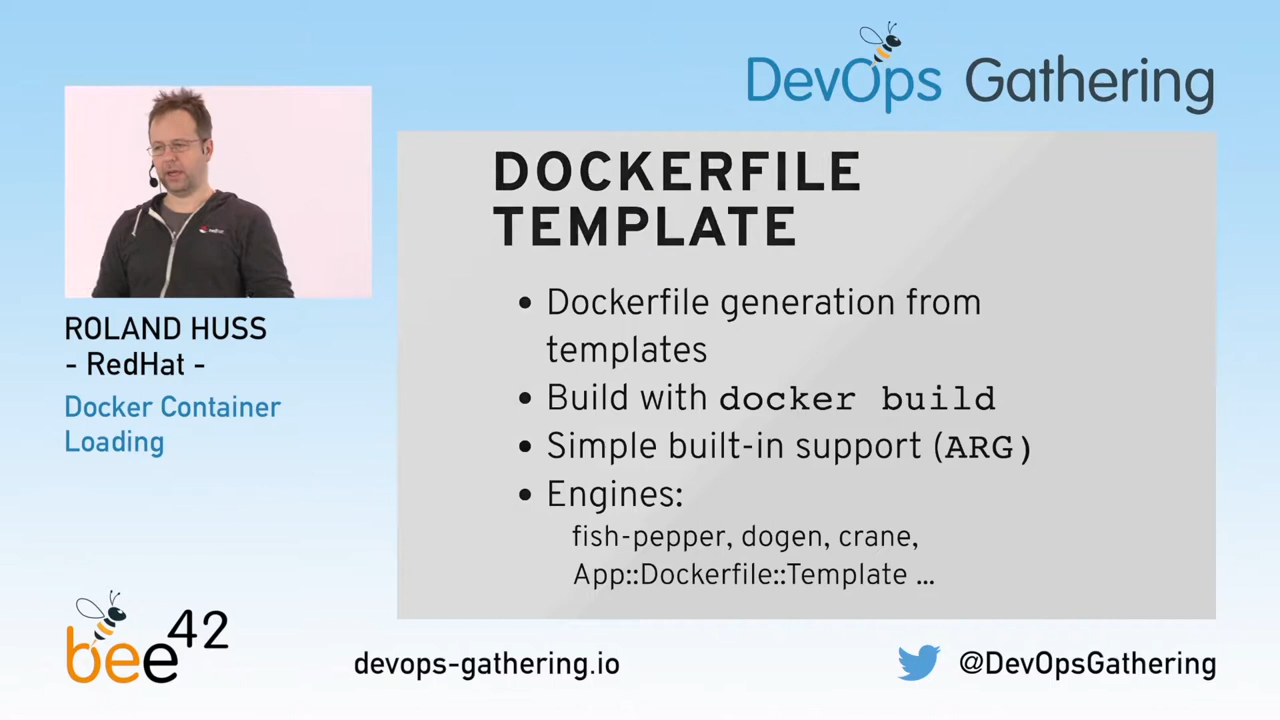 DevOps Gathering
DOCKERFILE
TEMPLATE
• Dockerfile generation from
templates
• Build with docker build
• Simple built-in support (ARG)
• Engines:
fish-pepper, dogen, crane,
App::Dockerfile::Template ...
ROLAND HUSS
- RedHat -
Docker Container
Loading
bee42
devops-gathering.io
@DevOpsGathering